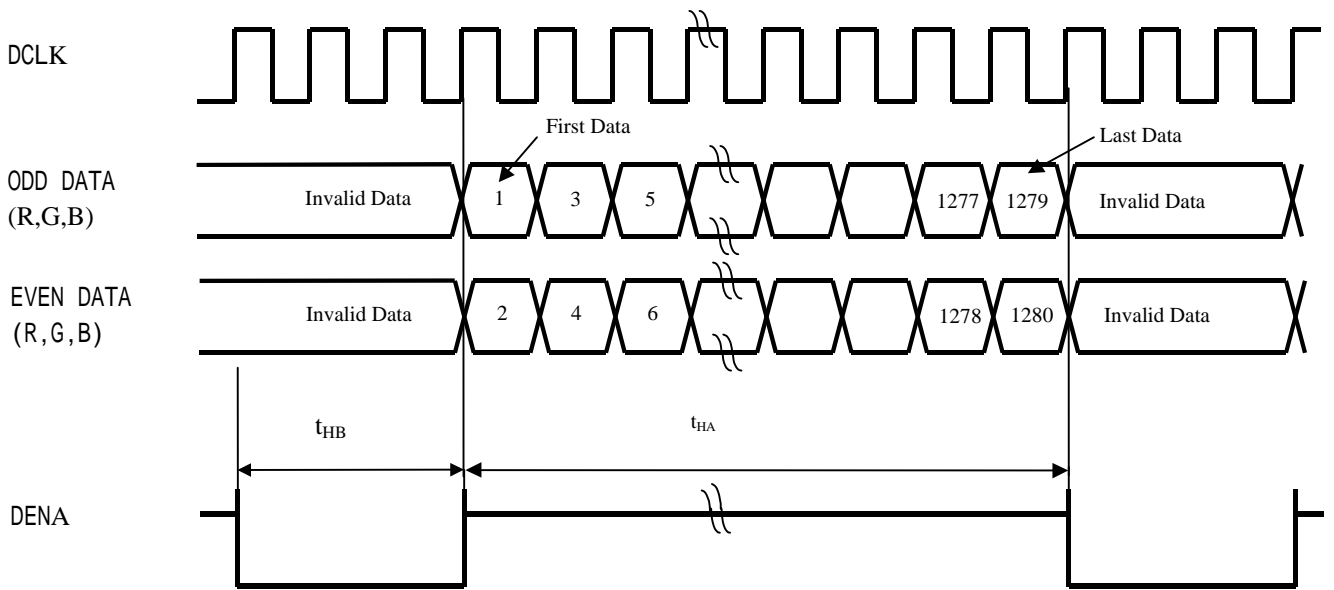 DCLK
First Data
Last Data
ODD DATA
(R,G,B)
Invalid Data
1
3
5
1277
1279
Invalid Data
EVEN DATA
(R,G,B)
Invalid Data
2
4
6
1278
1280
Invalid Data
tHB
tHA
DENA